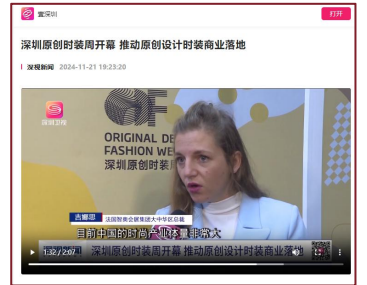 壹深圳
打开
深圳原创时装周开幕 推动原创设计时装商业落地
深视新闻 2024-11-21 19:23:20
深圳卫视
ORIGINAL DE
FASHION WE
深圳原创时装
吉娜思 法国智奥会展集团大中华区总裁
目前中国的时尚产业体量非常大
深圳原创时装周开幕 推动原创设计时装商业落地
1:32 / 2:07